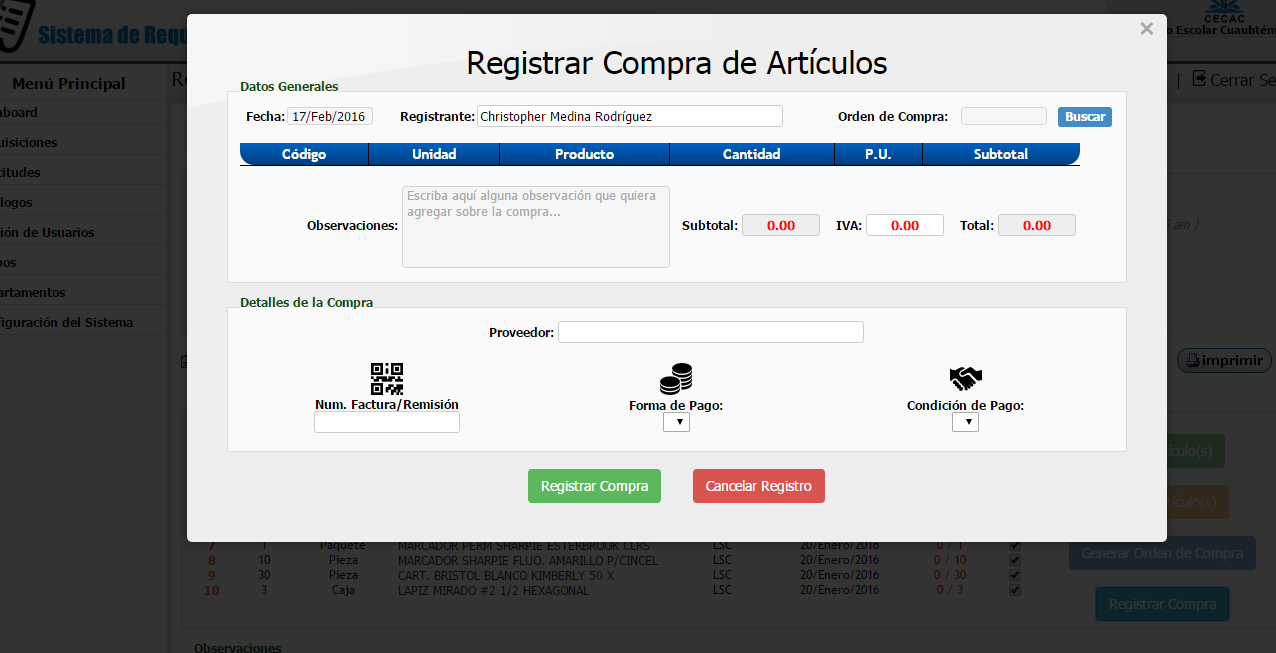 Sistema de Requ
CECAC
o Escolar Cuauhtém
Menú Principal
Cerrar Se
board
uisiciones
titudes
logos
ión de Usuarios
pos
artamentos
figuración del Sistema
×
Registrar Compra de Artículos
Datos Generales
Fecha: 17/Feb/2016 Registrante: Christopher Medina Rodríguez Orden de Compra: Buscar
Código Unidad Producto Cantidad P.U. Subtotal
Escriba aquí alguna observación que quiera
agregar sobre la compra...
Observaciones: Subtotal: 0.00 IVA: 0.00 Total: 0.00
am )
Detalles de la Compra
Proveedor:
imprimir
Num. Factura/Remisión Forma de Pago: Condición de Pago:
Registrar Compra Cancelar Registro
ículo(s)
ículo(s)
7 1 Paquete MARCADOR PERM SHARPIE ESTERBROOK CLRS LSC 20/Enero/2016 0 / 1
8 10 Pieza MARCADOR SHARPIE FLUO. AMARILLO P/CINCEL LSC 20/Enero/2016 0 / 10
9 30 Pieza CART. BRISTOL BLANCO KIMBERLY 50 X LSC 20/Enero/2016 0 / 30
10 3 Caja LAPIZ MIRADO #2 1/2 HEXAGONAL LSC 20/Enero/2016 0 / 3
Generar Orden de Compra
Registrar Compra
Observaciones